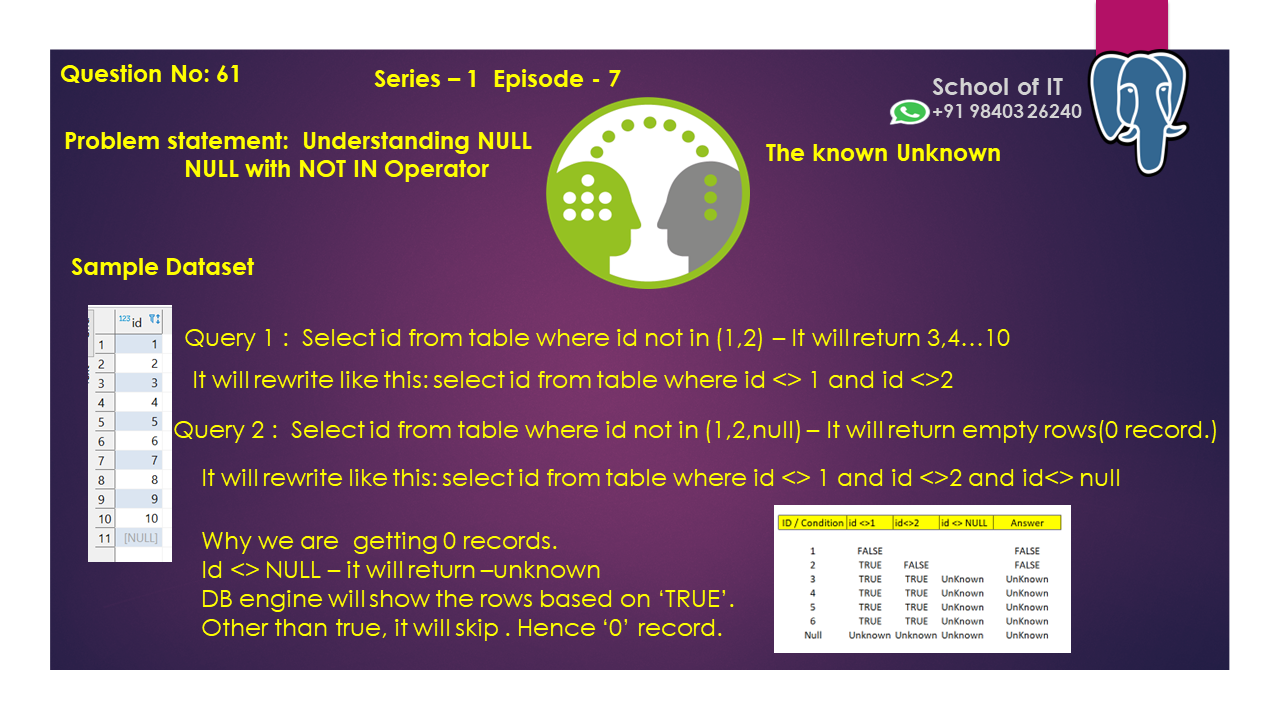 Question No: 61
Series – 1 Episode - 7
School of IT
+91 98403 26240
Problem statement: Understanding NULL
NULL with NOT IN Operator
The known Unknown
Sample Dataset
123 id
1 1
2 2
3 3
4 4
5 5
6 6
7 7
8 8
9 9
10 10
11 [NULL]
Query 1 : Select id from table where id not in (1,2) – It will return 3,4…10
It will rewrite like this: select id from table where id <> 1 and id <>2
Query 2 : Select id from table where id not in (1,2,null) – It will return empty rows(0 record.)
It will rewrite like this: select id from table where id <> 1 and id <>2 and id<> null
Why we are getting 0 records.
Id <> NULL – it will return –unknown
DB engine will show the rows based on ‘TRUE’.
Other than true, it will skip . Hence ‘0’ record.
ID / Condition id <>1 id<>2 id <> NULL Answer
1 FALSE FALSE
2 TRUE FALSE FALSE
3 TRUE TRUE UnKnown UnKnown
4 TRUE TRUE UnKnown UnKnown
5 TRUE TRUE UnKnown UnKnown
6 TRUE TRUE UnKnown UnKnown
Null Unknown Unknown Unknown UnKnown